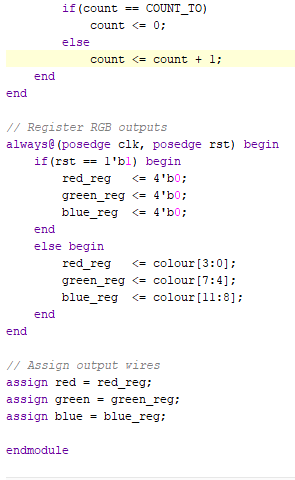 if(count == COUNT_TO)
count <= 0;
else
count <= count + 1;
end
end
// Register RGB outputs
always@(posedge clk, posedge rst) begin
if(rst == 1'b1) begin
red_reg <= 4'b0;
green_reg <= 4'b0;
blue_reg <= 4'b0;
end
else begin
red_reg <= colour[3:0];
green_reg <= colour[7:4];
blue_reg <= colour[11:8];
end
end
// Assign output wires
assign red = red_reg;
assign green = green_reg;
assign blue = blue_reg;
endmodule